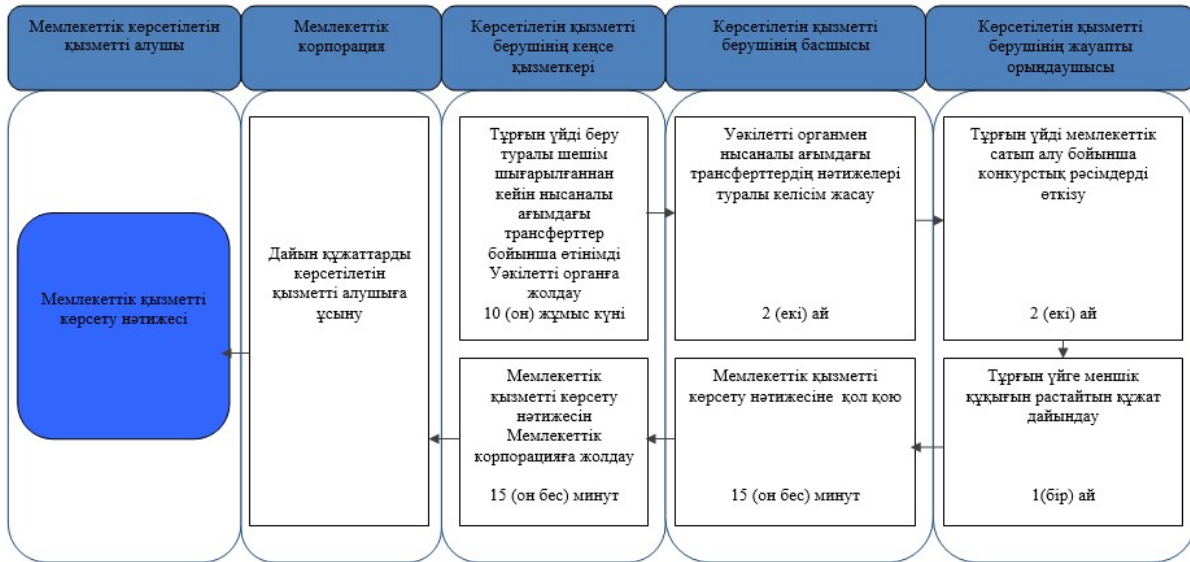 Мемлекеттік көрсетілетін
қызметті алушы
Мемлекеттік
корпорация
Көрсетілетін қызметті
берушінің кеңсе
қызметкері
Көрсетілетін қызметті
берушінің басшысы
Көрсетілетін қызметті
берушінің жауапты
орындаушысы
Тұрғын үйді беру
туралы шешім
шығарылғаннан
кейін нысаналы
ағымдағы
трансферттер
бойынша өтінімді
Уәкілетті органға
жолдау
10 (он) жұмыс күні
Уәкілетті органмен
нысаналы ағымдағы
трансферттердің нәтижелері
туралы келісім жасау
2 (екі) ай
Тұрғын үйді мемлекеттік
сатып алу бойынша
конкурстық рәсімдерді
өткізу
2 (екі) ай
Тұрғын үйге меншік
құқығын растайтын құжат
дайындау
1(бір) ай
Мемлекеттік қызметті
көрсету нәтижесіне қол қою
15 (он бес) минут
Мемлекеттік
қызметті көрсету
нәтижесін
Мемлекеттік
корпорацияға жолдау
15 (он бес) минут
Дайын құжаттарды
көрсетілетін
қызметті алушыға
ұсыну
Мемлекеттік қызметті
көрсету нәтижесі